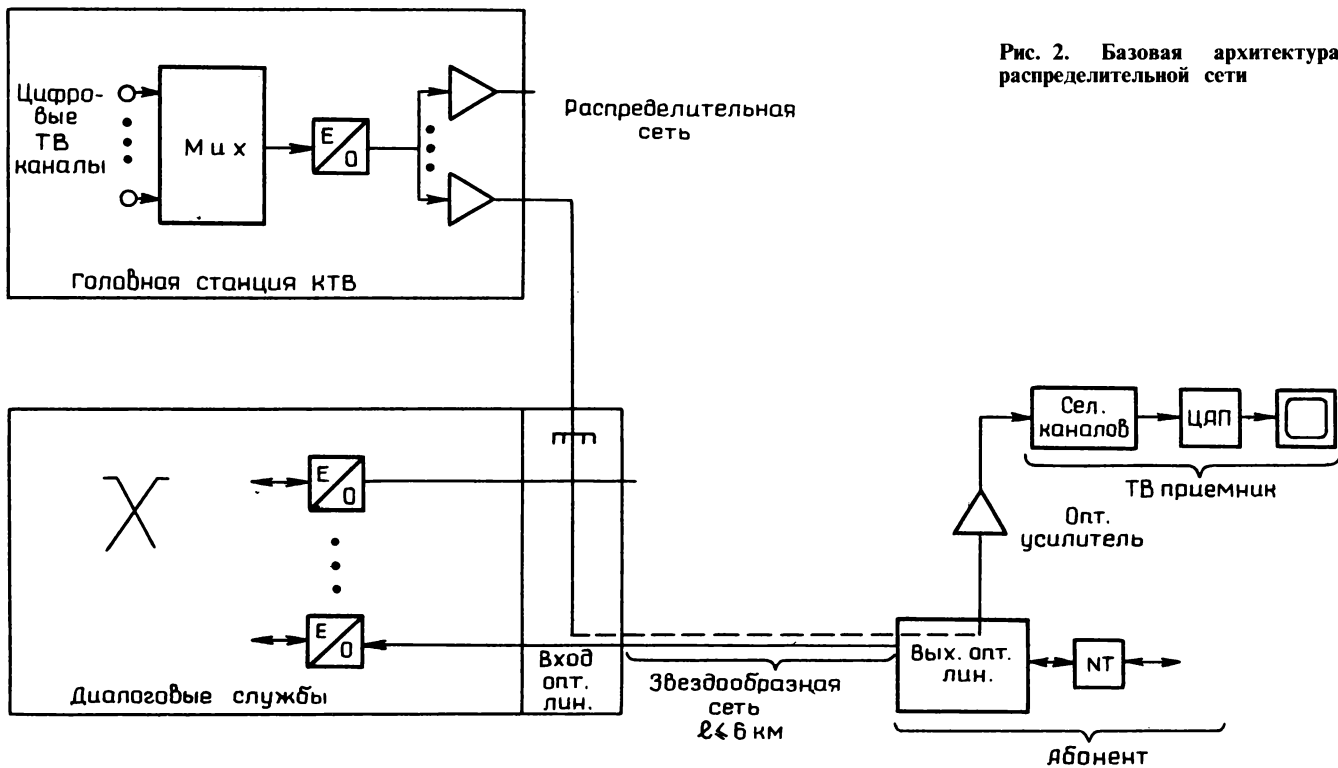 Рис. 2. Базовая архитектура
распределительной сети
Цифро-
вые
ТВ
каналы
Мих
E
O
Распределительная
сеть
Головная станция КТВ
E
O
E
O
Диалоговые службы
Вход
опт.
лин.
Звездообразная
сеть
ℓ⩽6 км
Сел.
каналов
ЦАП
ТВ приемник
Опт.
усилитель
Вых. опт.
лин.
NT
Абонент